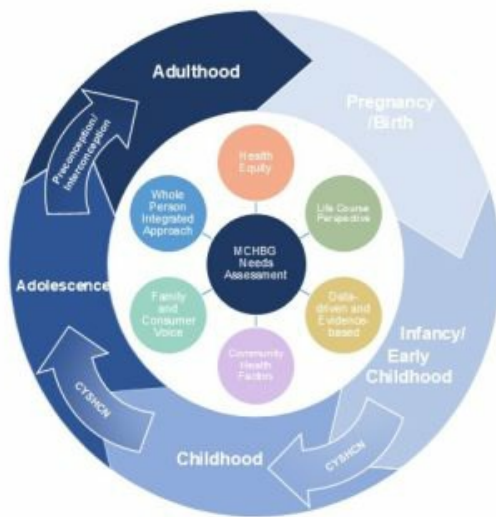 Adulthood
Pregnancy
/Birth
Preconception/
Interconception
Health
Equity
Whole
Person
Integrated
Approach
Life Course
Perspective
MCHBG
Needs
Assessment
Adolescence
Family
and
Consumer
Voice
Data-
driven and
Evidence-
based
Infancy/
Early
Childhood
Community
Health
Factors
CYSHCN
Childhood
CYSHCN